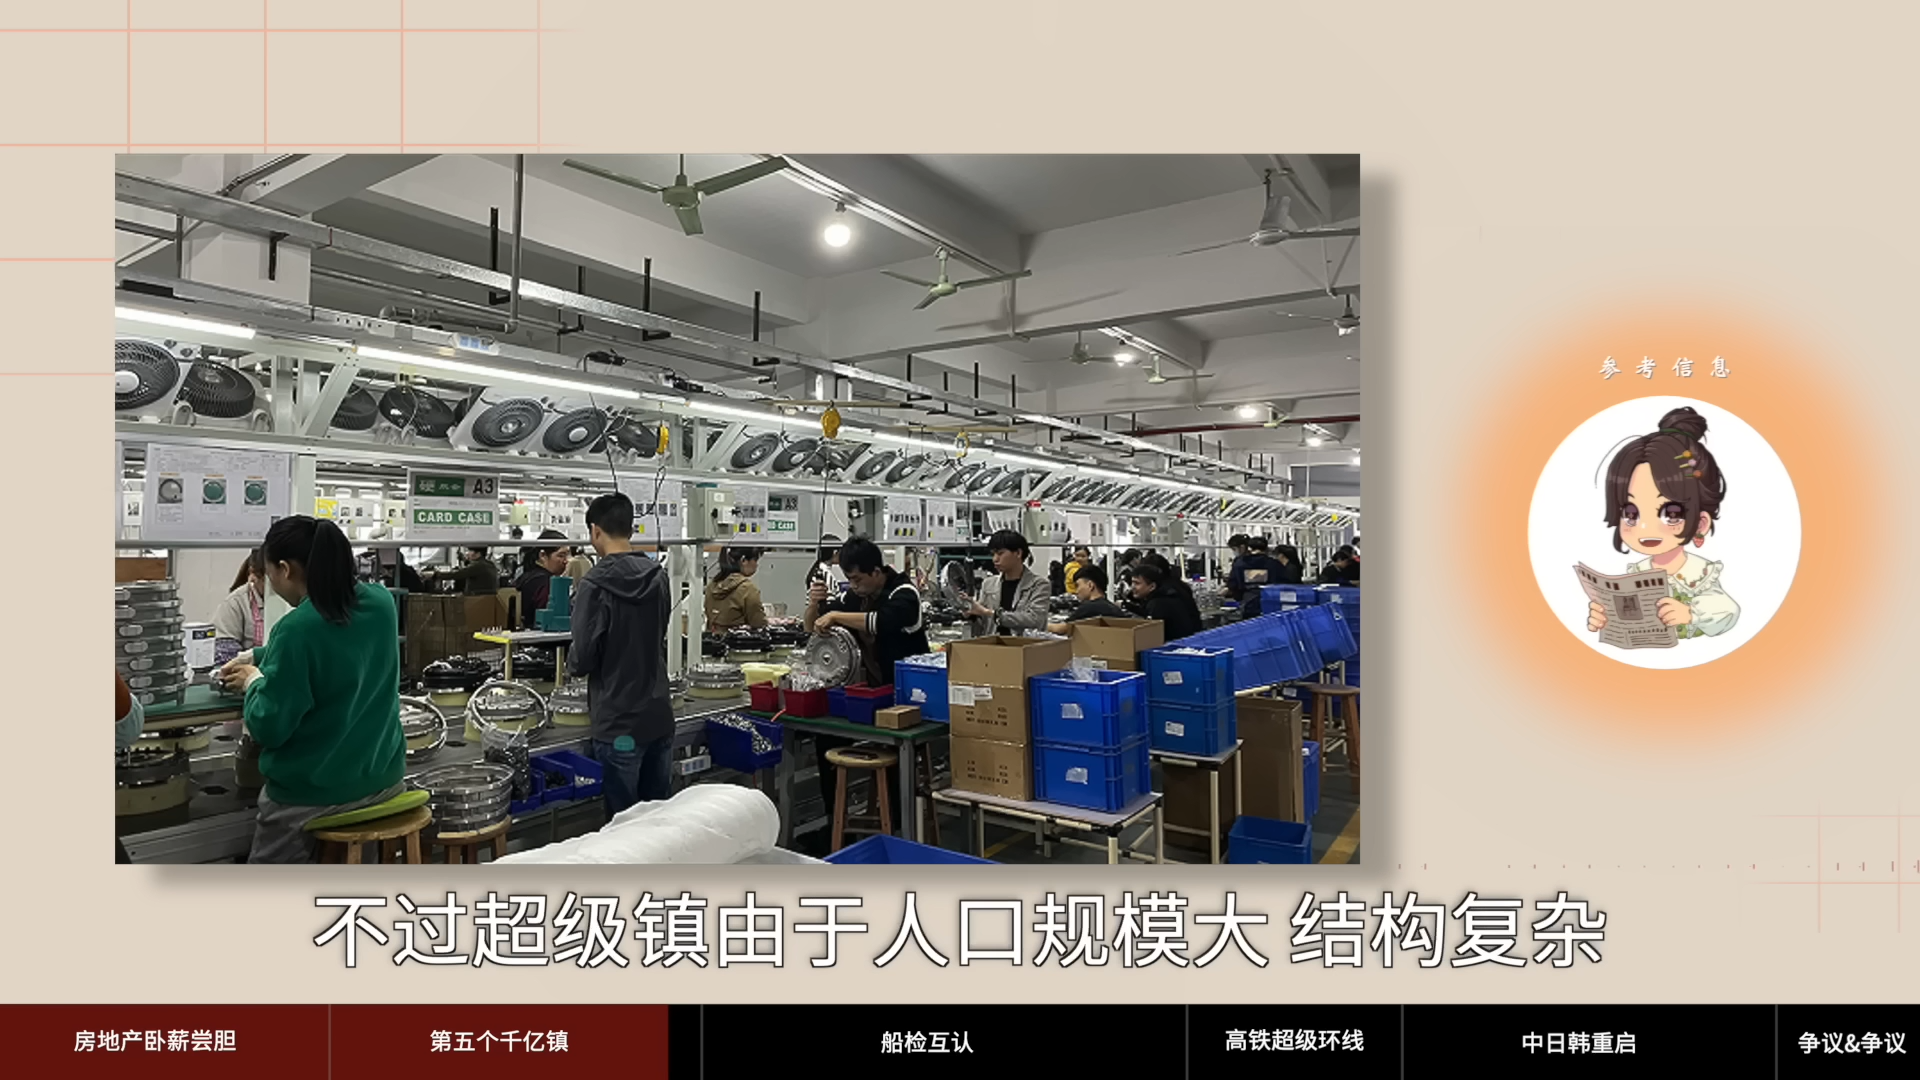 参考信息
A3
CARD CASE
A3
不过超级镇由于人口规模大 结构复杂
房地产卧薪尝胆
第五个千亿镇
船检互认
高铁超级环线
中日韩重启
争议&争议